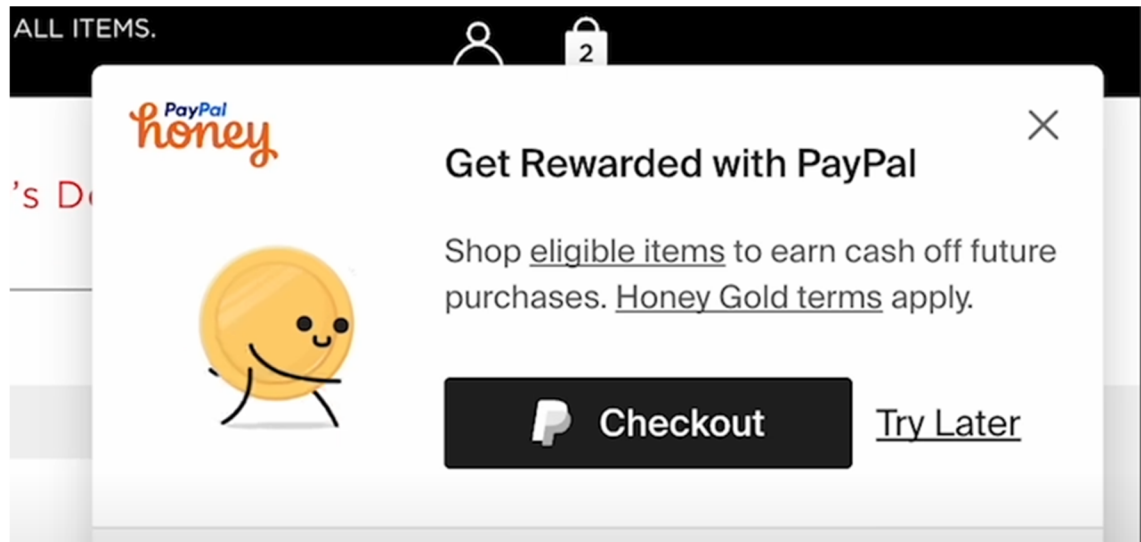 ALL ITEMS.
2
PayPal
honey
Get Rewarded with PayPal
's D
Shop eligible items to earn cash off future
purchases. Honey Gold terms apply.
Checkout
Try Later